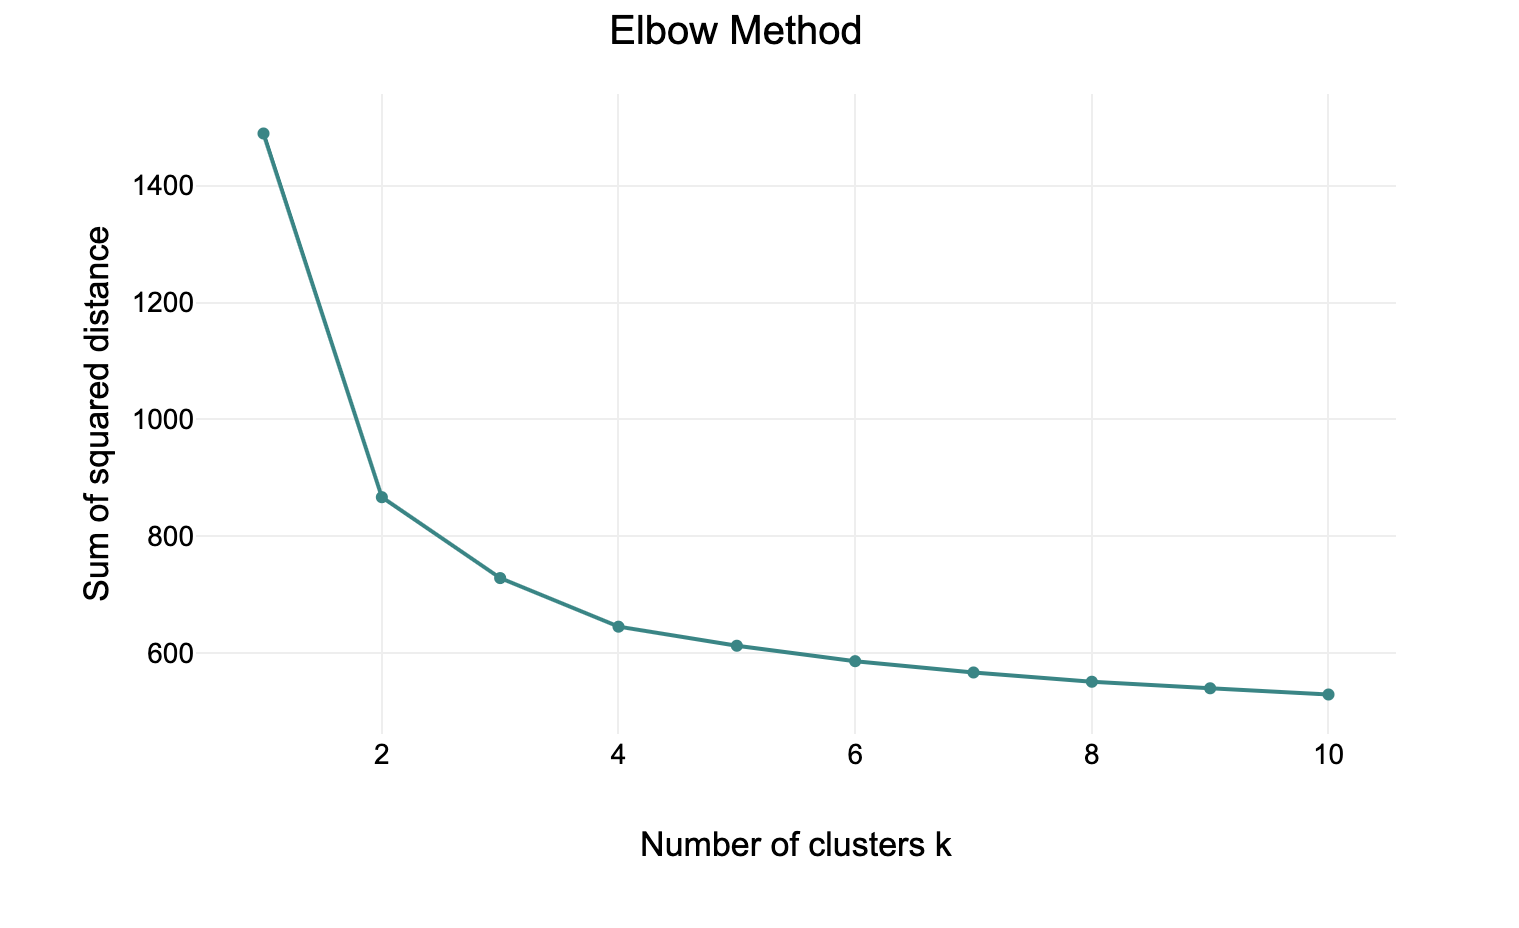 Elbow Method
1400
1200
1000
800
600
Sum of squared distance
2 4 6 8 10
Number of clusters k